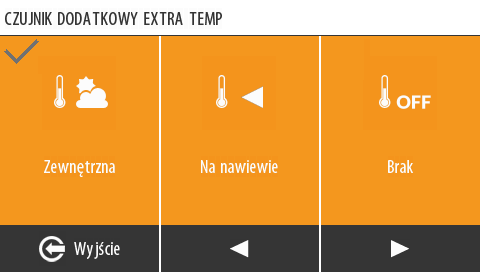 CZUJNIK DODATKOWY EXTRA TEMP
OFF
Zewnętrzna
Na nawiewie
Brak
Wyjście